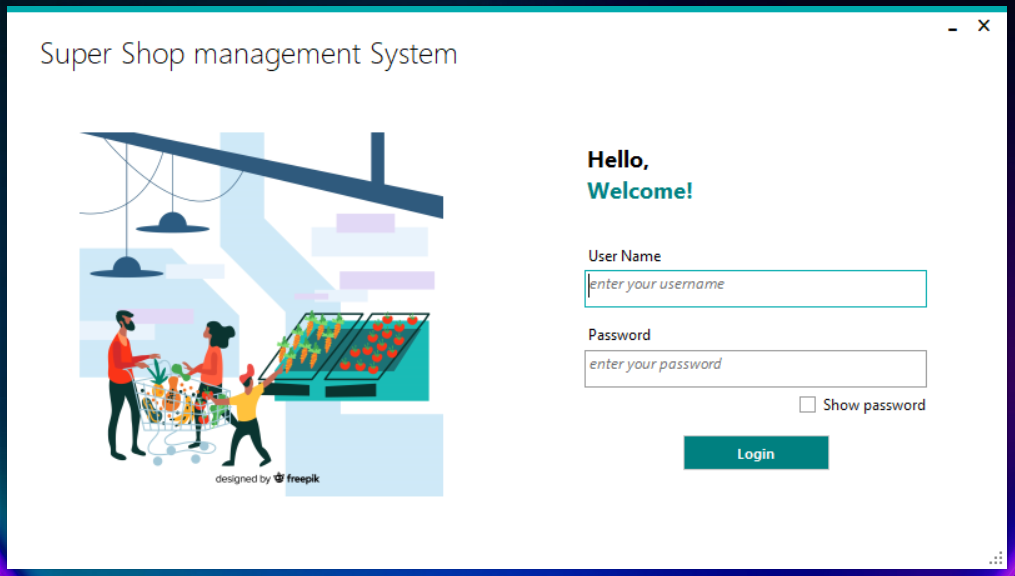 Super Shop management System
Hello,
Welcome!
User Name
enter your username
Password
enter your password
Show password
Login
designed by freepik